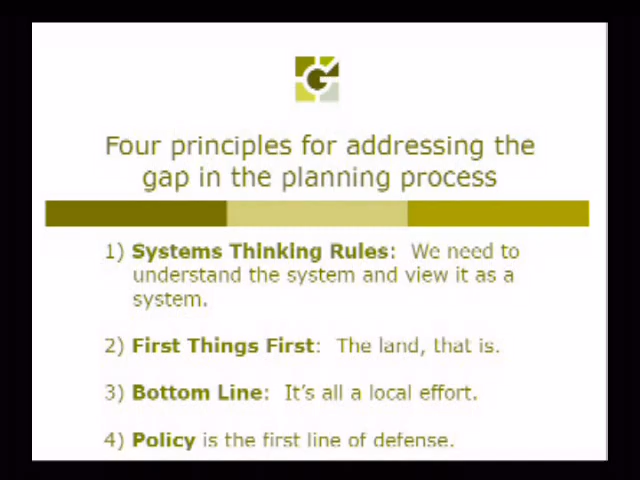 Four principles for addressing the
gap in the planning process
1) Systems Thinking Rules: We need to
understand the system and view it as a
system.
2) First Things First: The land, that is.
3) Bottom Line: It's all a local effort.
4) Policy is the first line of defense.